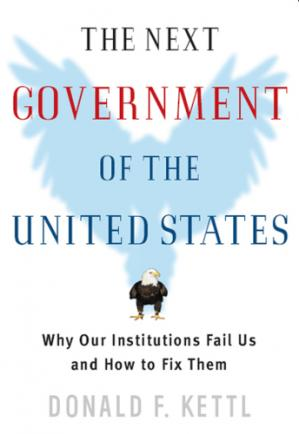 THE NEXT
GOVERNMENT
OF THE
UNITED STATES
Why Our Institutions Fail Us
and How to Fix Them
DONALD F. KETTL